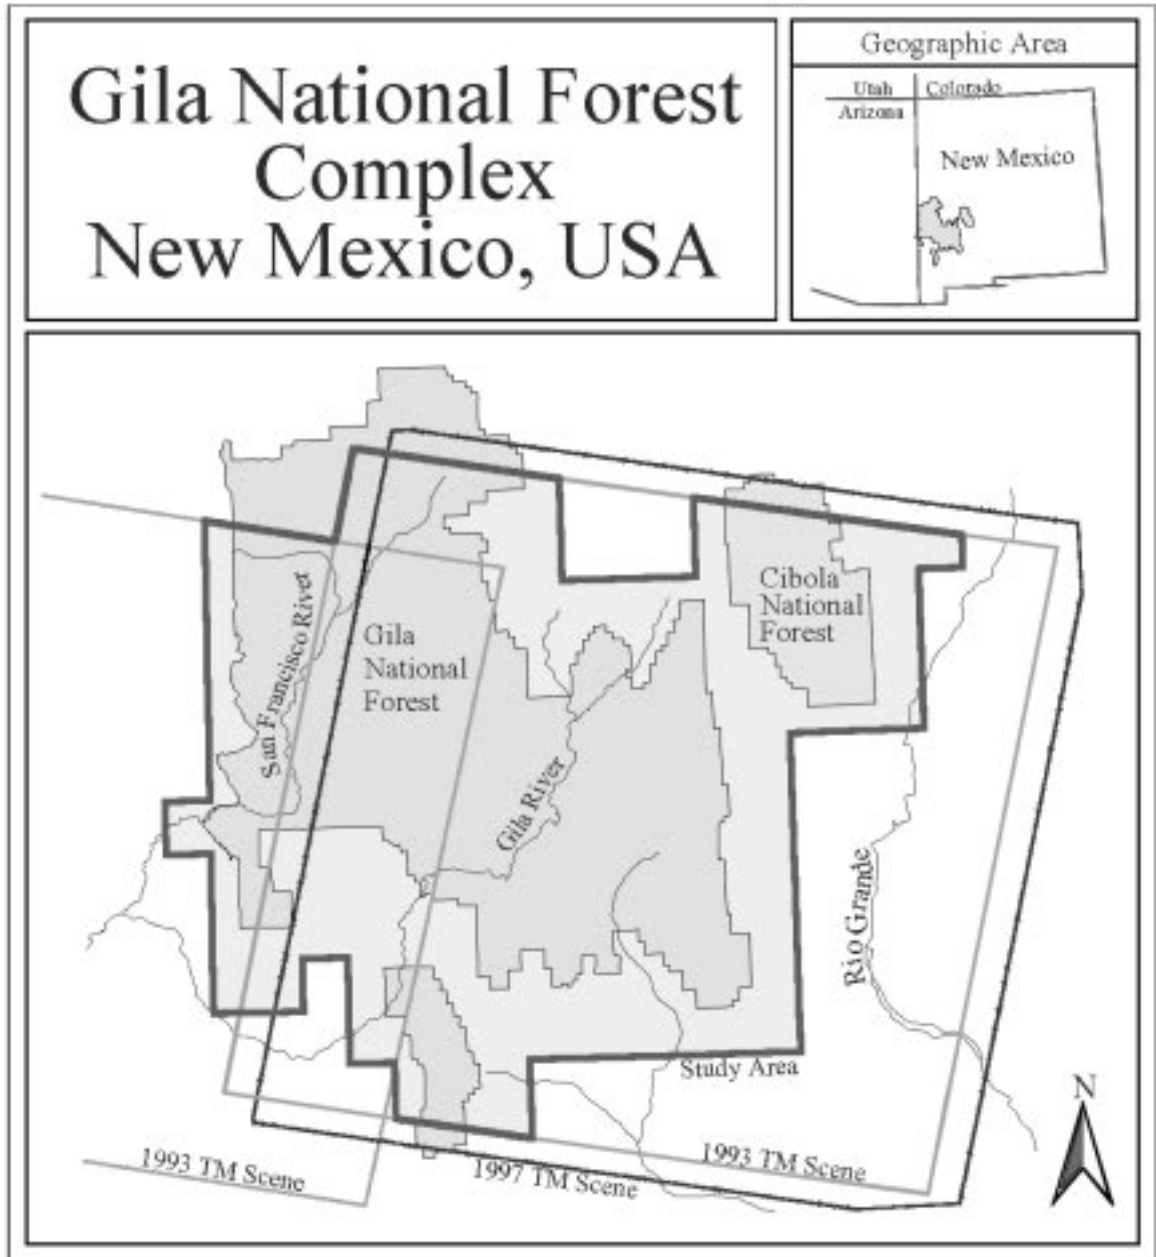 Gila National Forest
Complex
New Mexico, USA
Geographic Area
Utah
Colorado
Arizona
New Mexico
San Francisco River
Gila
National
Forest
Cibola
National
Forest
Gila River
Rio Grande
Study Area
N
1993 TM Scene
1997 TM Scene
1993 TM Scene